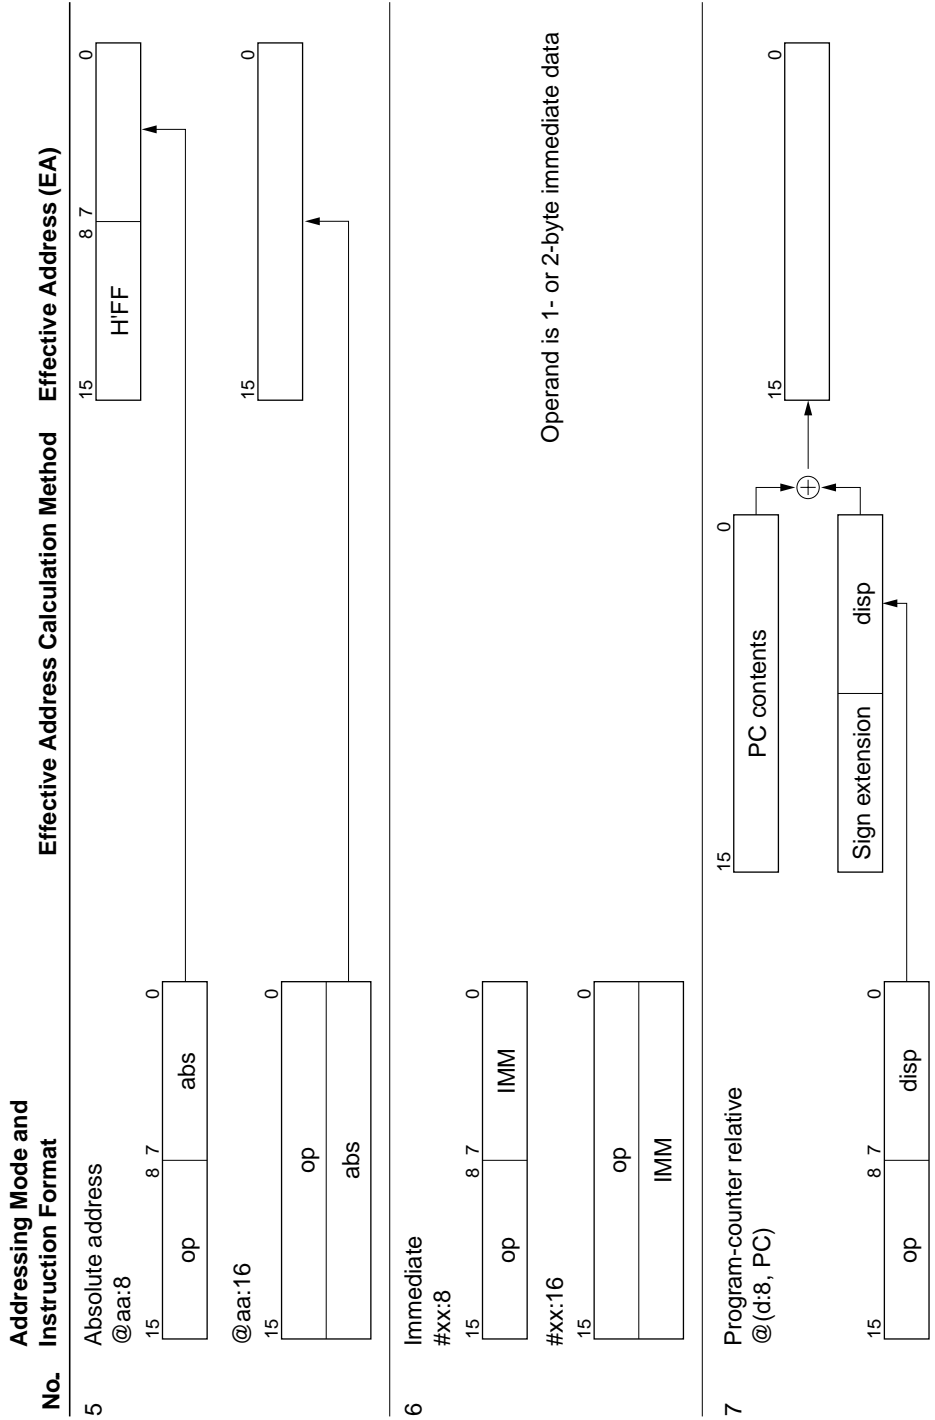 Addressing Mode and
No. Instruction Format Effective Address Calculation Method Effective Address (EA)
5 Absolute address
@aa:8
15 8 7 0
op abs
15 8 7 0
H'FF
@aa:16
15 0
op
abs
15 0
6 Immediate
#xx:8
15 8 7 0
op IMM
#xx:16
15 0
op
IMM
Operand is 1- or 2-byte immediate data
7 Program-counter relative
@(d:8, PC)
15 0
PC contents
15 0
Sign extension disp
15 8 7 0
op disp